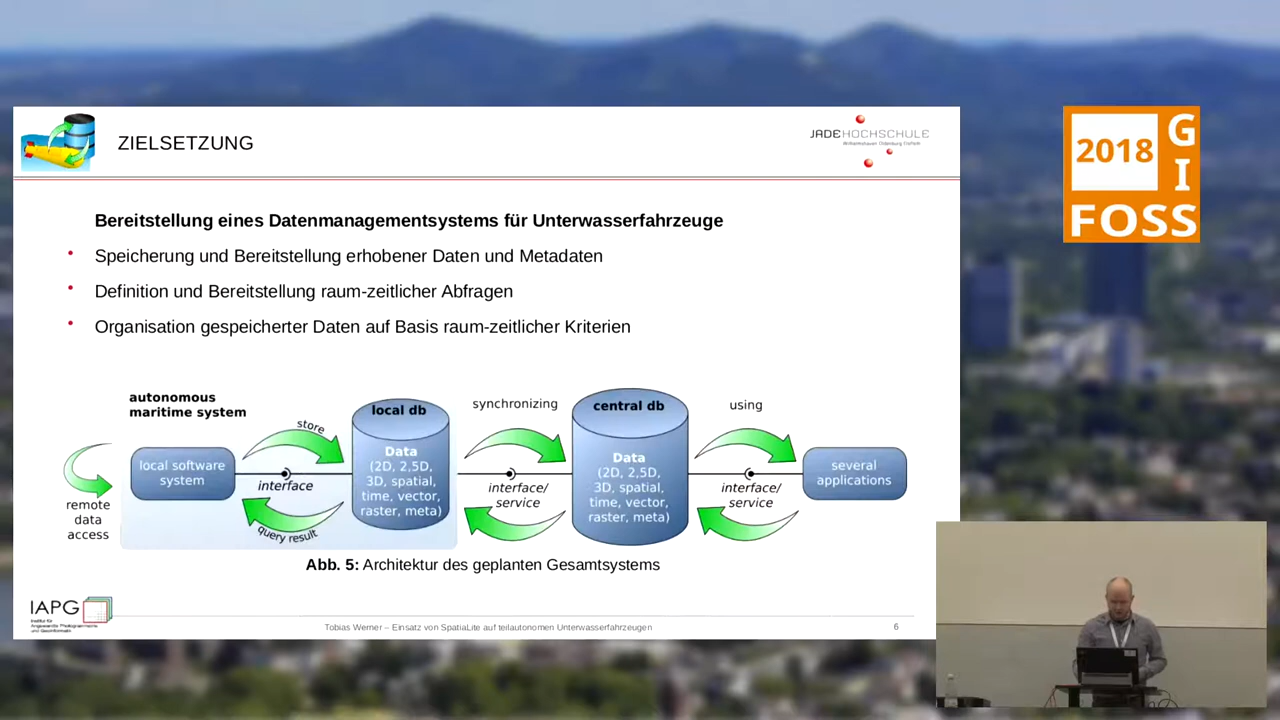 ZIELSETZUNG
JADEHOCHSCHULE
Wilhelmshaven Oldenburg Elsfleth
2018
GI
FOSS
Bereitstellung eines Datenmanagementsystems für Unterwasserfahrzeuge
• Speicherung und Bereitstellung erhobener Daten und Metadaten
• Definition und Bereitstellung raum-zeitlicher Abfragen
• Organisation gespeicherter Daten auf Basis raum-zeitlicher Kriterien
autonomous
maritime system
remote
data
access
local software
system
store
interface
query result
local db
Data
(2D, 2,5D,
3D, spatial,
time, vector,
raster, meta)
synchronizing
interface/
service
central db
Data
(2D, 2,5D,
3D, spatial,
time, vector,
raster, meta)
using
interface/
service
several
applications
Abb. 5: Architektur des geplanten Gesamtsystems
IAPG
Institut für
Angewandte Photogrammetrie
und Geoinformatik
Tobias Werner – Einsatz von SpatiaLite auf teilautonomen Unterwasserfahrzeugen
6